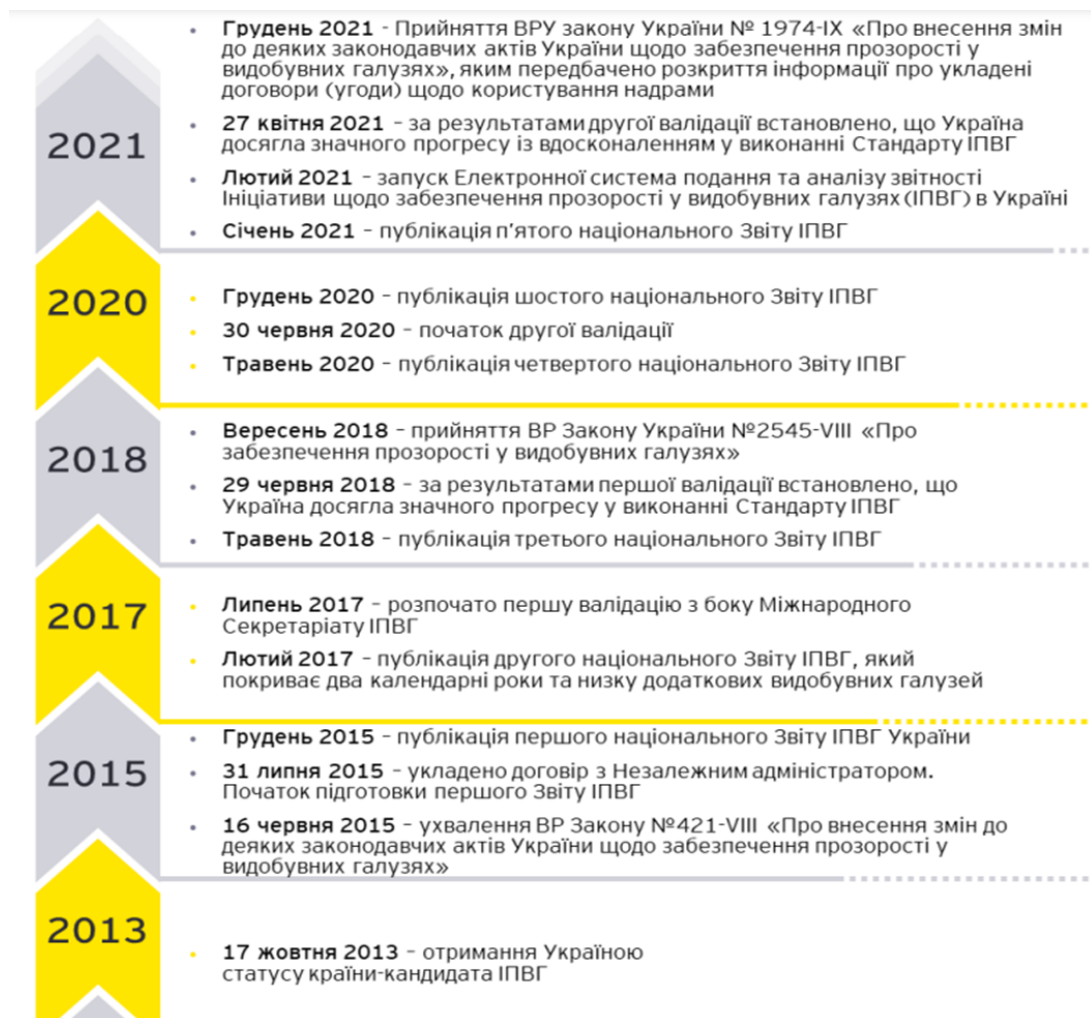 2021
Грудень 2021 - Прийняття ВРУ закону України № 1974-ІХ «Про внесення змін
до деяких законодавчих актів України щодо забезпечення прозорості у
видобувних галузях», яким передбачено розкриття інформації про укладені
договори (угоди) щодо користування надрами
27 квітня 2021 – за результатами другої валідації встановлено, що Україна
досягла значного прогресу із вдосконаленням у виконанні Стандарту ІПВГ
Лютий 2021 – запуск Електронної система подання та аналізу звітності
Ініціативи щодо забезпечення прозорості у видобувних галузях (ІПВГ) в Україні
Січень 2021 – публікація п’ятого національного Звіту ІПВГ
2020
Грудень 2020 – публікація шостого національного Звіту ІПВГ
30 червня 2020 – початок другої валідації
Травень 2020 – публікація четвертого національного Звіту ІПВГ
2018
Вересень 2018 – прийняття ВР Закону України №2545-VIII «Про
забезпечення прозорості у видобувних галузях»
29 червня 2018 – за результатами першої валідації встановлено, що
Україна досягла значного прогресу у виконанні Стандарту ІПВГ
Травень 2018 – публікація третього національного Звіту ІПВГ
2017
Липень 2017 – розпочато першу валідацію з боку Міжнародного
Секретаріату ІПВГ
Лютий 2017 – публікація другого національного Звіту ІПВГ, який
покриває два календарні роки та низку додаткових видобувних галузей
2015
Грудень 2015 – публікація першого національного Звіту ІПВГ України
31 липня 2015 – укладено договір з Незалежним адміністратором.
Початок підготовки першого Звіту ІПВГ
16 червня 2015 – ухвалення ВР Закону №421-VIII «Про внесення змін до
деяких законодавчих актів України щодо забезпечення прозорості у
видобувних галузях»
2013
17 жовтня 2013 – отримання Україною
статусу країни-кандидата ІПВГ